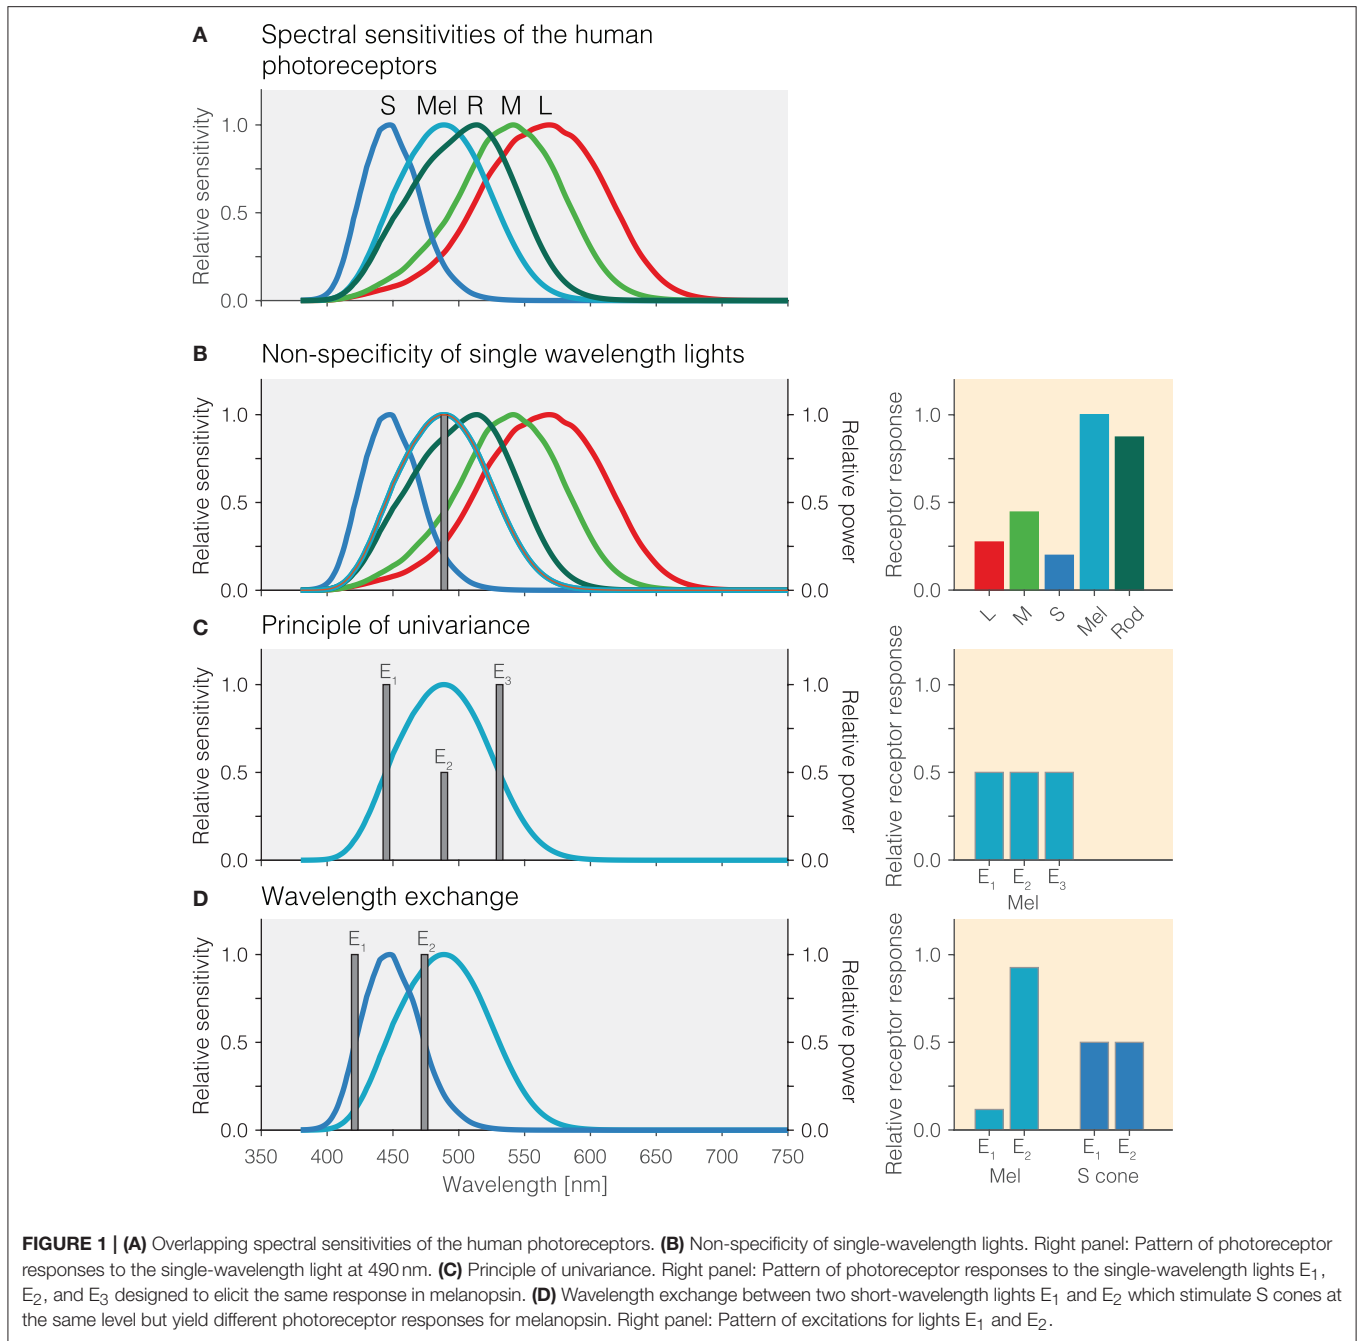 A Spectral sensitivities of the human
photoreceptors
S Mel R M L
Relative sensitivity
1.0
0.5
0.0
B Non-specificity of single wavelength lights
Relative sensitivity
1.0
0.5
0.0
1.0
0.5
0.0
Relative power
Receptor response
1.0
0.5
0.0
L M S Mel Rod
C Principle of univariance
Relative sensitivity
1.0
0.5
0.0
E1 E2 E3
1.0
0.5
0.0
Relative power
Relative receptor response
1.0
0.5
0.0
E1 E2 E3
Mel
D Wavelength exchange
Relative sensitivity
1.0
0.5
0.0
E1 E2
1.0
0.5
0.0
Relative power
350 400 450 500 550 600 650 700 750
Wavelength [nm]
Relative receptor response
1.0
0.5
0.0
E1 E2 E1 E2
Mel S cone
FIGURE 1 | (A) Overlapping spectral sensitivities of the human photoreceptors. (B) Non-specificity of single-wavelength lights. Right panel: Pattern of photoreceptor
responses to the single-wavelength light at 490 nm. (C) Principle of univariance. Right panel: Pattern of photoreceptor responses to the single-wavelength lights E1,
E2, and E3 designed to elicit the same response in melanopsin. (D) Wavelength exchange between two short-wavelength lights E1 and E2 which stimulate S cones at
the same level but yield different photoreceptor responses for melanopsin. Right panel: Pattern of excitations for lights E1 and E2.